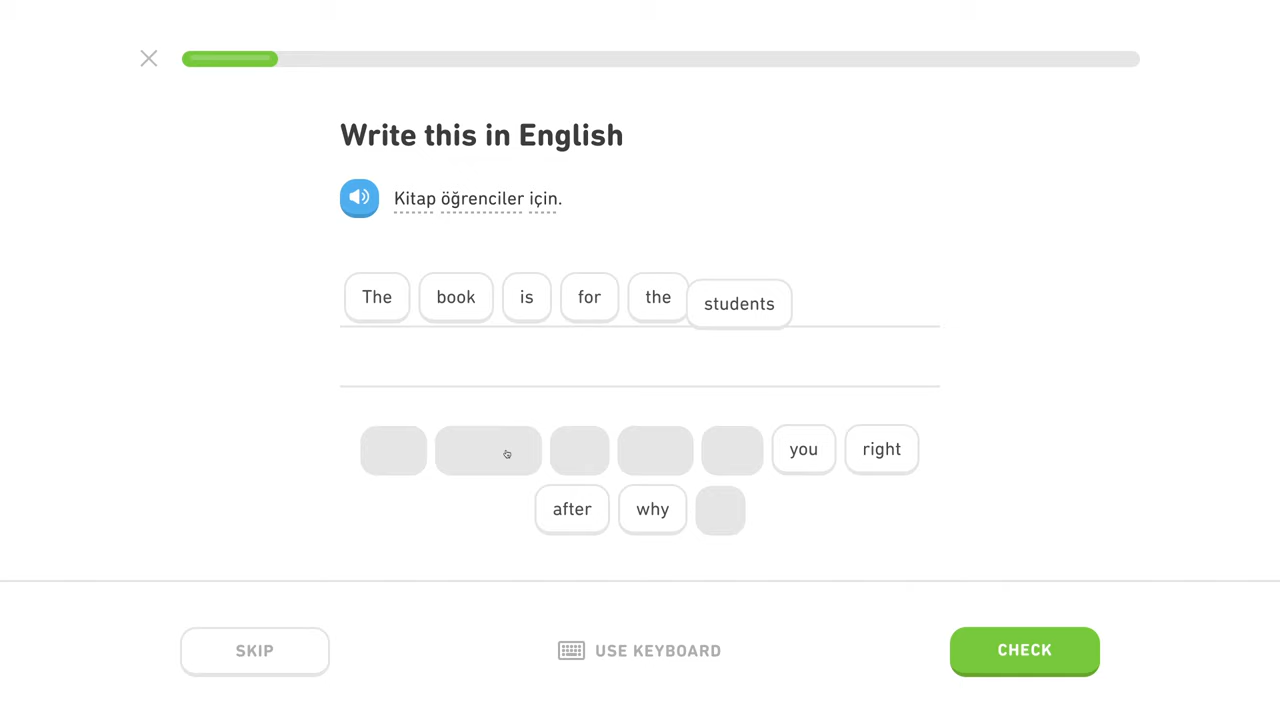 Write this in English
Kitap öğrenciler için.
The book is for the students
you right
after why
SKIP USE KEYBOARD CHECK